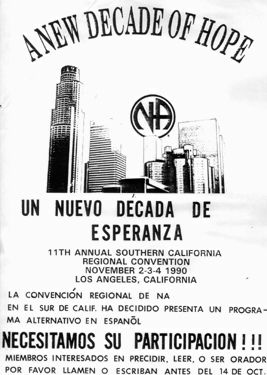 A NEW DECADE OF HOPE
NA
UN NUEVO DÉCADA DE
ESPERANZA
11TH ANNUAL SOUTHERN CALIFORNIA
REGIONAL CONVENTION
NOVEMBER 2-3-4 1990
LOS ANGELES, CALIFORNIA
LA CONVENCIÓN REGIONAL DE NA
EN EL SUR DE CALIF. HA DECIDIDO PRESENTA UN PROGRA-
MA ALTERNATIVO EN ESPAÑOL
NECESITAMOS SU PARTICIPACION!!!
MIEMBROS INTERESADOS EN PRECIDIR, LEER, O SER ORADOR
POR FAVOR LLAMEN O ESCRIBAN ANTES DEL 14 DE OCT.